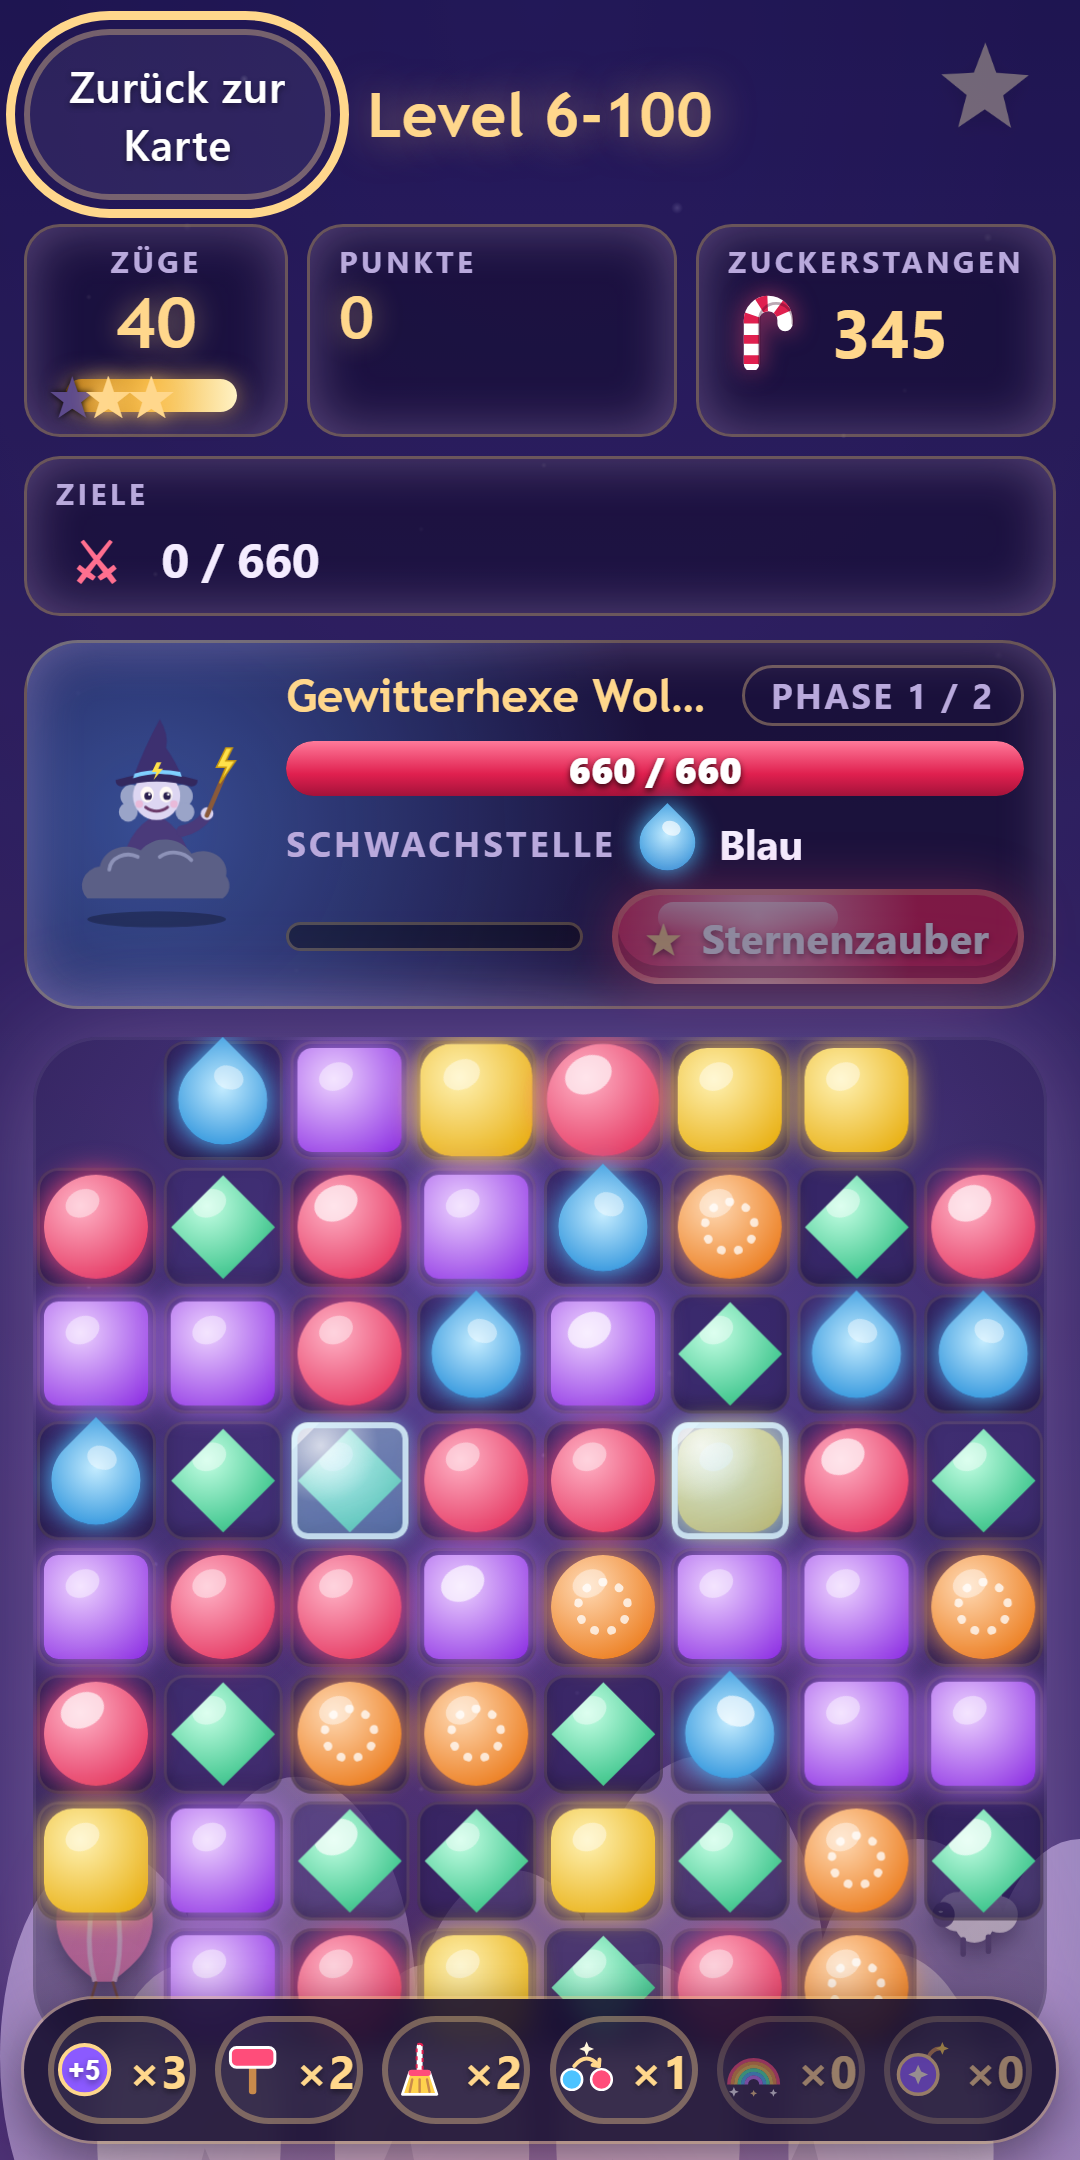 Zurück zur
Karte
Level 6-100
ZÜGE
40
PUNKTE
0
ZUCKERSTANGEN
345
ZIELE
0 / 660
Gewitterhexe Wol...
PHASE 1 / 2
660 / 660
SCHWACHSTELLE
Blau
Sternenzauber
+5 ×3
×2
×2
×1
×0
×0